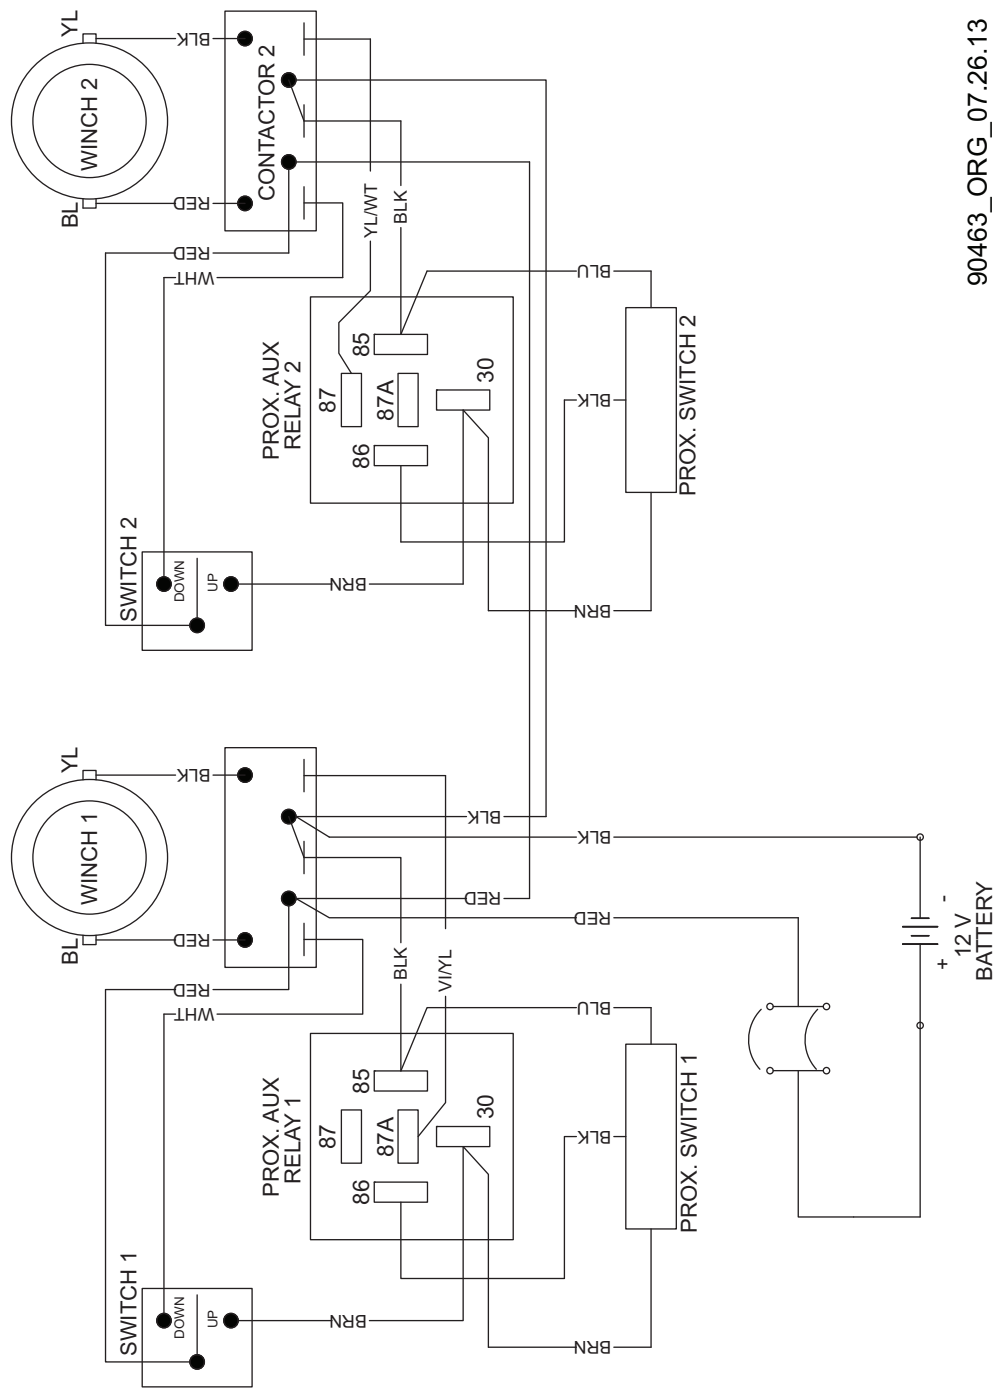 YL
WINCH 2
BL
BLK
RED
CONTACTOR 2
RED
WHT
YL/WT
BLK
PROX. AUX
RELAY 2
87
85
87A
86
30
BLU
BLK
BRN
PROX. SWITCH 2
SWITCH 2
DOWN
UP
BRN
YL
WINCH 1
BL
BLK
RED
RED
WHT
BLK
VI/YL
BLK
RED
BLK
RED
PROX. AUX
RELAY 1
87
85
87A
86
30
BLU
BLK
BRN
PROX. SWITCH 1
SWITCH 1
DOWN
UP
BRN
+ -
12 V
BATTERY
90463_ORG_07.26.13